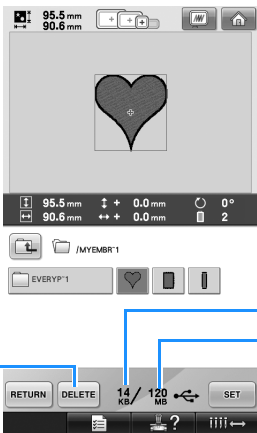 95.5 mm
90.6 mm
95.5 mm + 0.0 mm 0°
90.6 mm + 0.0 mm 2
/MYEMBR~1
EVERYP~1
RETURN DELETE 14 KB / 120 MB SET
?